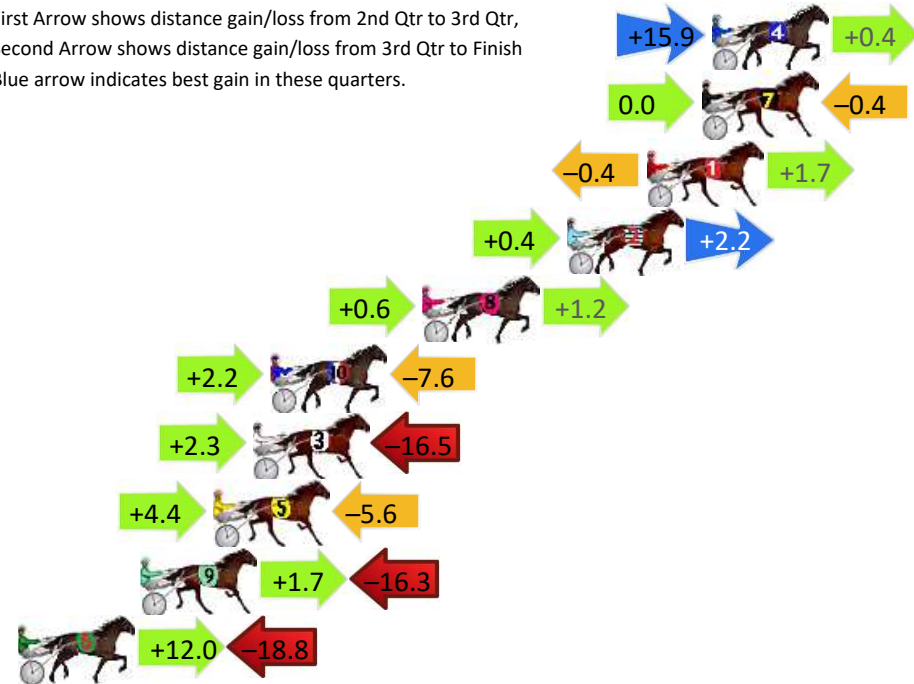 irst Arrow shows distance gain/loss from 2nd Qtr to 3rd Qtr,
Second Arrow shows distance gain/loss from 3rd Qtr to Finish
Blue arrow indicates best gain in these quarters.
+15.9 4 +0.4
0.0 7 –0.4
–0.4 1 +1.7
+0.4 2 +2.2
+0.6 8 +1.2
+2.2 10 –7.6
+2.3 3 –16.5
+4.4 5 –5.6
9 +1.7 –16.3
6 +12.0 –18.8